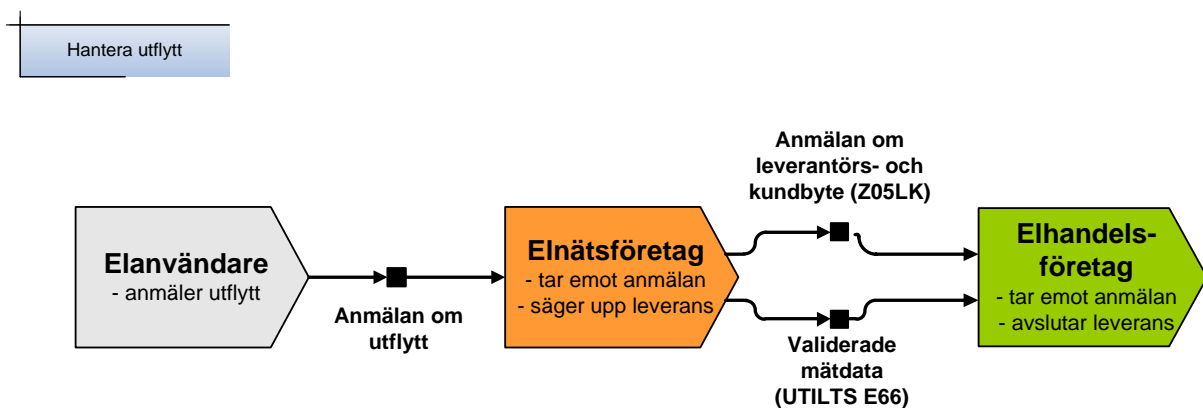 Hantera utflytt
Elanvändare
- anmäler utflytt
Anmälan om
utflytt
Elnätsföretag
- tar emot anmälan
- säger upp leverans
Anmälan om
leverantörs- och
kundbyte (Z05LK)
Validerade
mätdata
(UTILTS E66)
Elhandels-
företag
- tar emot anmälan
- avslutar leverans